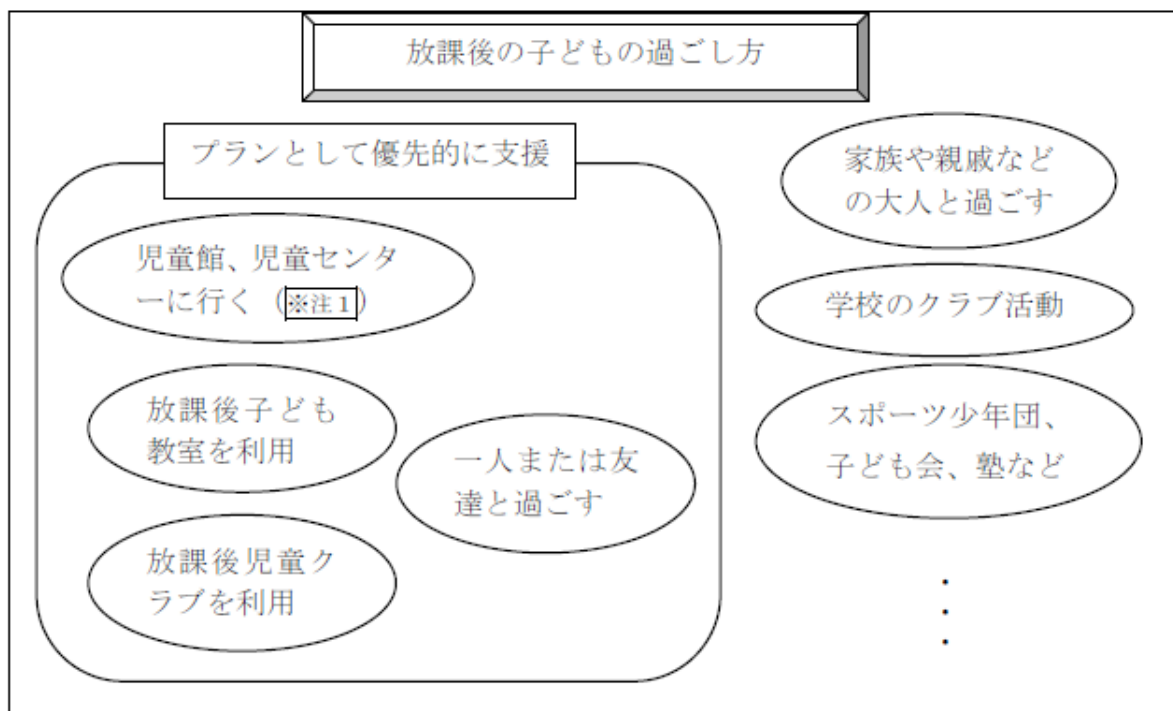 放課後の子どもの過ごし方
プランとして優先的に支援
児童館、児童センタ
ーに行く（※注１）
放課後子ども
教室を利用
一人または友
達と過ごす
放課後児童ク
ラブを利用
家族や親戚など
の大人と過ごす
学校のクラブ活動
スポーツ少年団、
子ども会、塾など
・
・
・